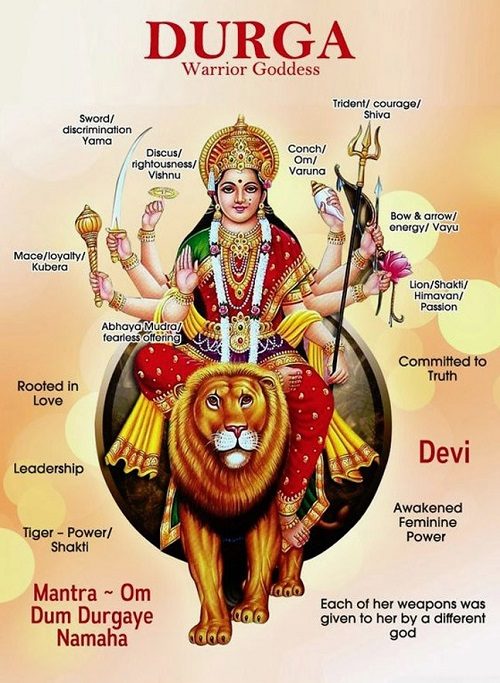 DURGA
Warrior Goddess
Trident/ courage/
Shiva
Sword/
discrimination
Yama
Discus/
righteousness/
Vishnu
Conch/
Om/
Varuna
Bow & arrow/
energy/ Vayu
Mace/loyalty/
Kubera
Lion/Shakti/
Himavan/
Passion
Abhaya Mudra/
fearless offering
Committed to
Truth
Rooted in
Love
Devi
Leadership
Awakened
Feminine
Power
Tiger – Power/
Shakti
Mantra ~ Om
Dum Durgaye
Namaha
Each of her weapons was
given to her by a different
god